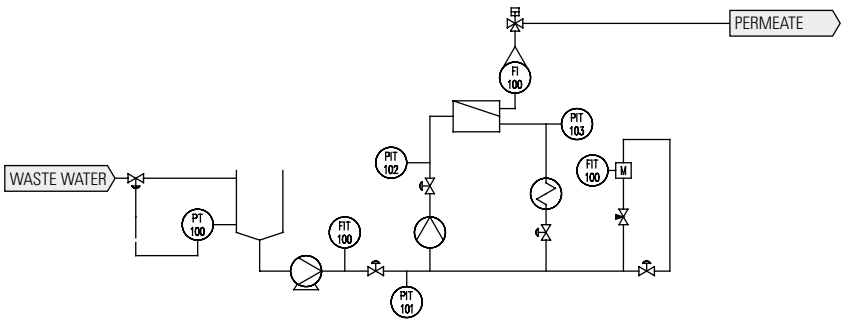 PERMEATE
FI
100
PIT
103
PIT
102
FIT
100
M
WASTE WATER
PT
100
FIT
100
PIT
101